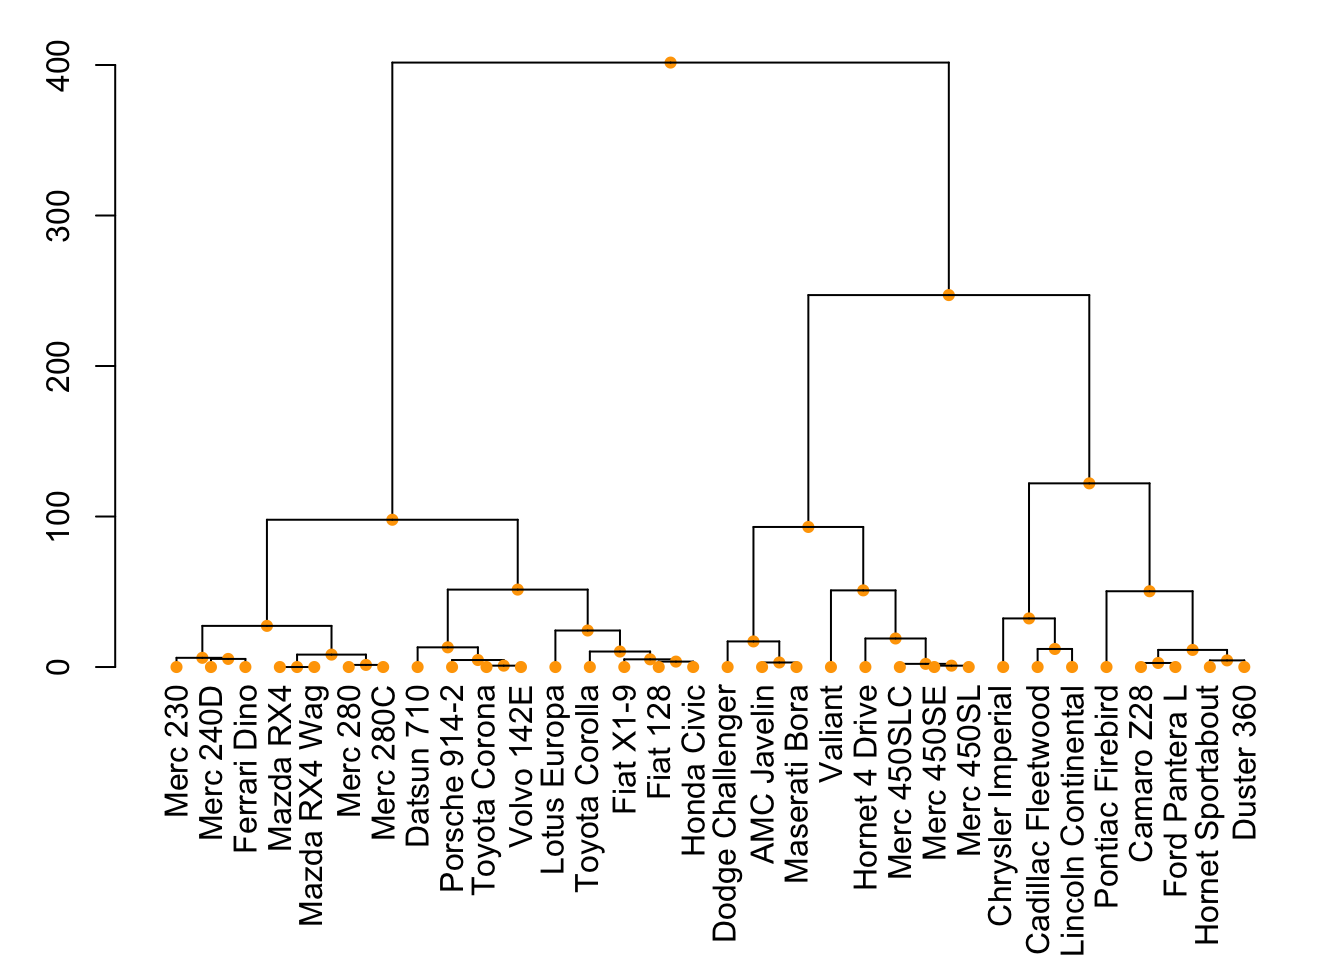 400
300
200
100
0
Merc 230
Merc 240D
Ferrari Dino
Mazda RX4
Mazda RX4 Wag
Merc 280
Merc 280C
Datsun 710
Porsche 914-2
Toyota Corona
Volvo 142E
Lotus Europa
Toyota Corolla
Fiat X1-9
Fiat 128
Honda Civic
Dodge Challenger
AMC Javelin
Maserati Bora
Valiant
Hornet 4 Drive
Merc 450SLC
Merc 450SE
Merc 450SL
Chrysler Imperial
Cadillac Fleetwood
Lincoln Continental
Pontiac Firebird
Camaro Z28
Ford Pantera L
Hornet Sportabout
Duster 360